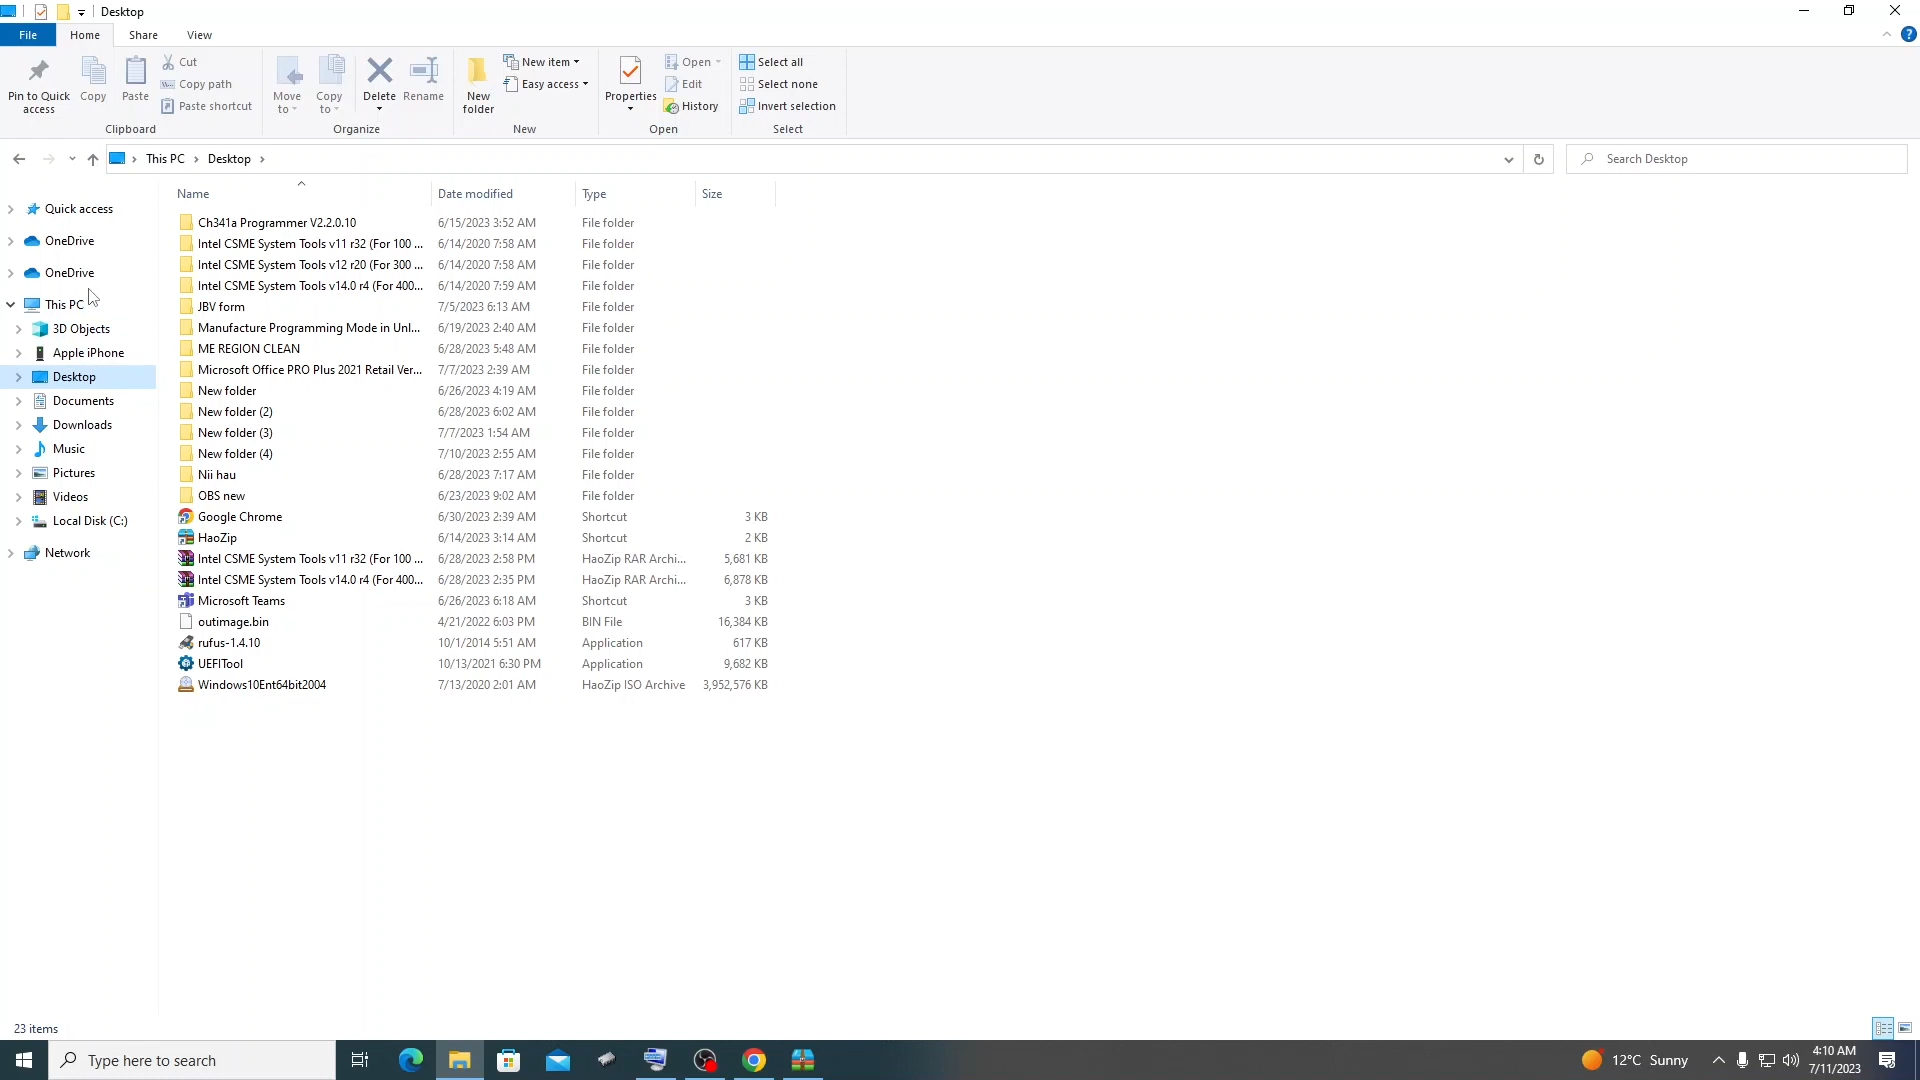 Desktop
File Home Share View
Pin to Quick access
Copy
Paste
Cut
Copy path
Paste shortcut
Clipboard
Move to
Copy to
Delete
Rename
Organize
New folder
New item
Easy access
New
Properties
Open
Edit
History
Open
Select all
Select none
Invert selection
Select
This PC › Desktop ›
Search Desktop
Quick access
OneDrive
OneDrive
This PC
3D Objects
Apple iPhone
Desktop
Documents
Downloads
Music
Pictures
Videos
Local Disk (C:)
Network
Name Date modified Type Size
Ch341a Programmer V2.2.0.10 6/15/2023 3:52 AM File folder
Intel CSME System Tools v11 r32 (For 100 ... 6/14/2020 7:58 AM File folder
Intel CSME System Tools v12 r20 (For 300 ... 6/14/2020 7:58 AM File folder
Intel CSME System Tools v14.0 r4 (For 400... 6/14/2020 7:59 AM File folder
JBV form 7/5/2023 6:13 AM File folder
Manufacture Programming Mode in Unl... 6/19/2023 2:40 AM File folder
ME REGION CLEAN 6/28/2023 5:48 AM File folder
Microsoft Office PRO Plus 2021 Retail Ver... 7/7/2023 2:39 AM File folder
New folder 6/26/2023 4:19 AM File folder
New folder (2) 6/28/2023 6:02 AM File folder
New folder (3) 7/7/2023 1:54 AM File folder
New folder (4) 7/10/2023 2:55 AM File folder
Nii hau 6/28/2023 7:17 AM File folder
OBS new 6/23/2023 9:02 AM File folder
Google Chrome 6/30/2023 2:39 AM Shortcut 3 KB
HaoZip 6/14/2023 3:14 AM Shortcut 2 KB
Intel CSME System Tools v11 r32 (For 100 ... 6/28/2023 2:58 PM HaoZip RAR Archi... 5,681 KB
Intel CSME System Tools v14.0 r4 (For 400... 6/28/2023 2:35 PM HaoZip RAR Archi... 6,878 KB
Microsoft Teams 6/26/2023 6:18 AM Shortcut 3 KB
outimage.bin 4/21/2022 6:03 PM BIN File 16,384 KB
rufus-1.4.10 10/1/2014 5:51 AM Application 617 KB
UEFITool 10/13/2021 6:30 PM Application 9,682 KB
Windows10Ent64bit2004 7/13/2020 2:01 AM HaoZip ISO Archive 3,952,576 KB
23 items
Type here to search
12°C Sunny
4:10 AM
7/11/2023